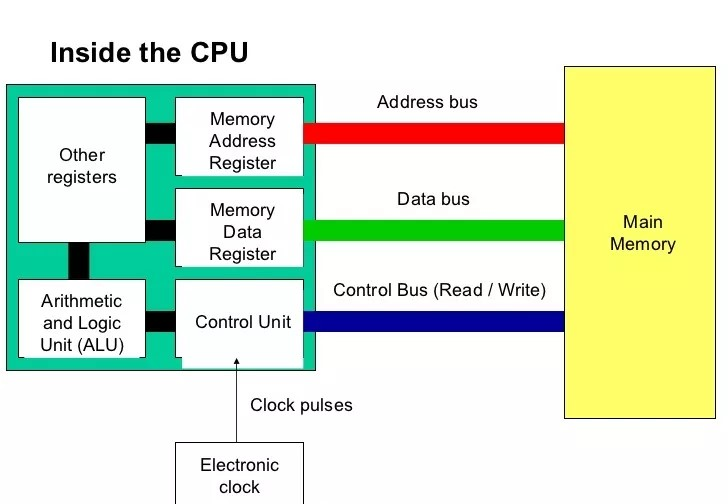 Inside the CPU
Address bus
Memory
Address
Register
Other
registers
Data bus
Memory
Data
Register
Main
Memory
Control Bus (Read / Write)
Arithmetic
and Logic
Unit (ALU)
Control Unit
Clock pulses
Electronic
clock